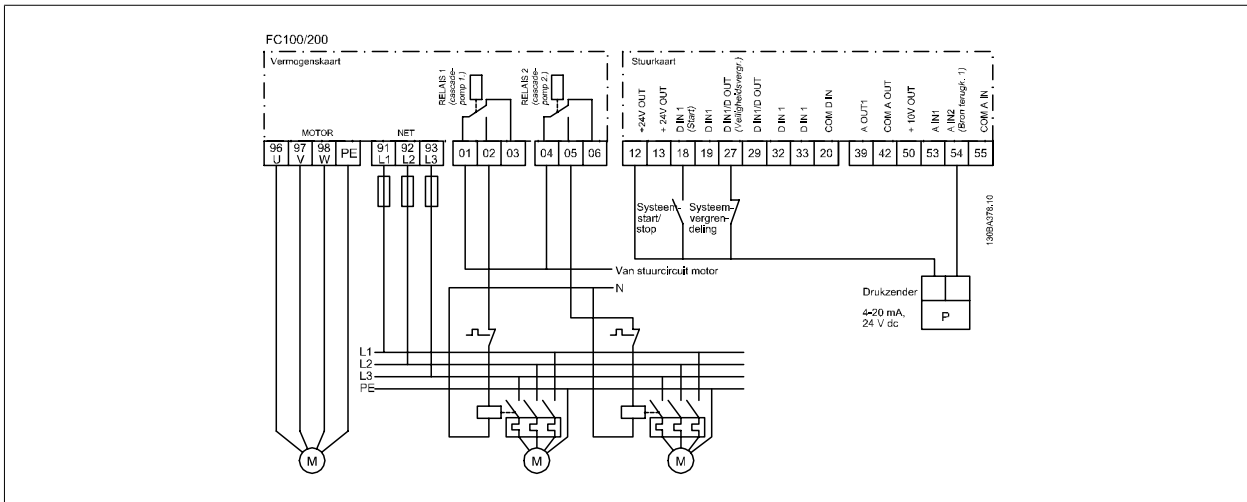 FC100/200
Vermogenskaart
RELAIS 1
(cascade-
pomp 1.)
RELAIS 2
(cascade-
pomp 2.)
MOTOR
NET
96
U
97
V
98
W
PE
91
L1
92
L2
93
L3
01
02
03
04
05
06
Stuurkaart
+24V OUT
+ 24V OUT
D IN 1
(Start)
D IN1
D IN1/D OUT
(Veiligheidsvergr.)
D IN1/D OUT
D IN 1
D IN 1
COM D IN
A OUT1
COM A OUT
+ 10V OUT
A IN1
A IN2
(Bron terugk. 1)
COM A IN
12
13
18
19
27
29
32
33
20
39
42
50
53
54
55
130BA378.10
Systeem-
start/
stop
Systeem-
vergren-
deling
Van stuurcircuit motor
N
Drukzender
4-20 mA,
24 V dc
P
L1
L2
L3
PE
M
M
M